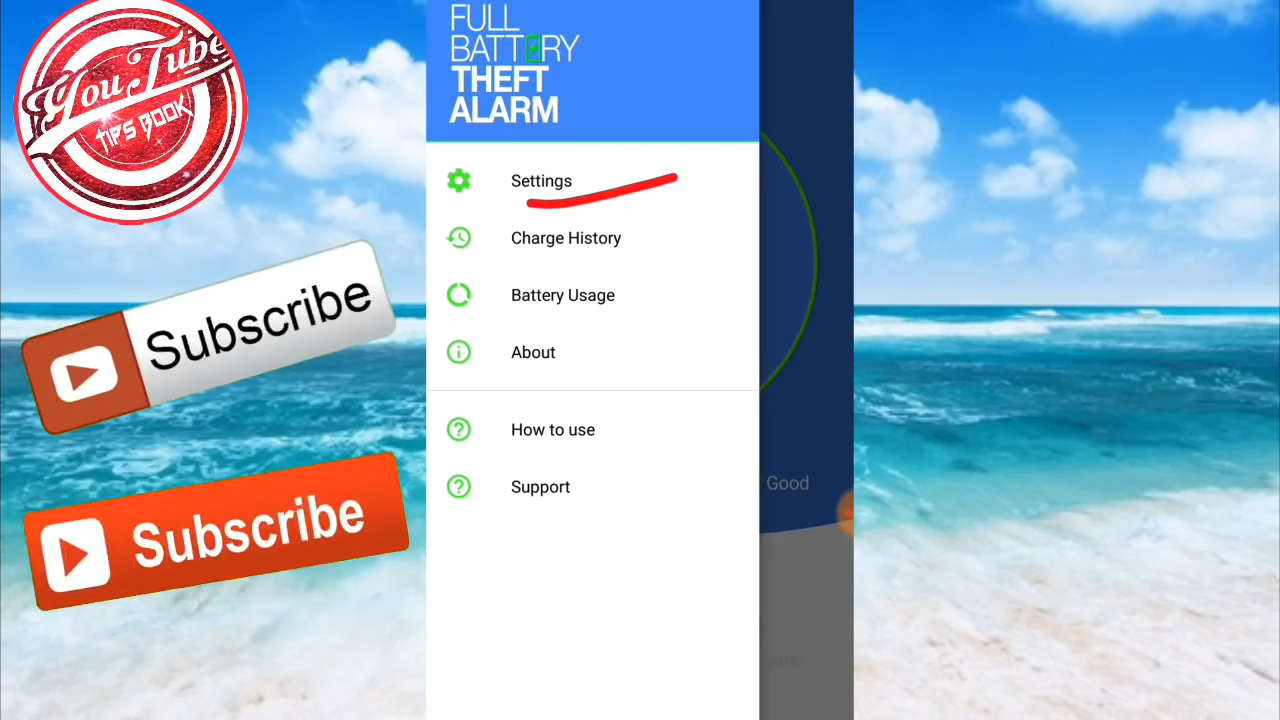 YouTube
TIPS BOOK
Subscribe
Subscribe
FULL
BATTERY
THEFT
ALARM
Settings
Charge History
Battery Usage
About
How to use
Support
Good